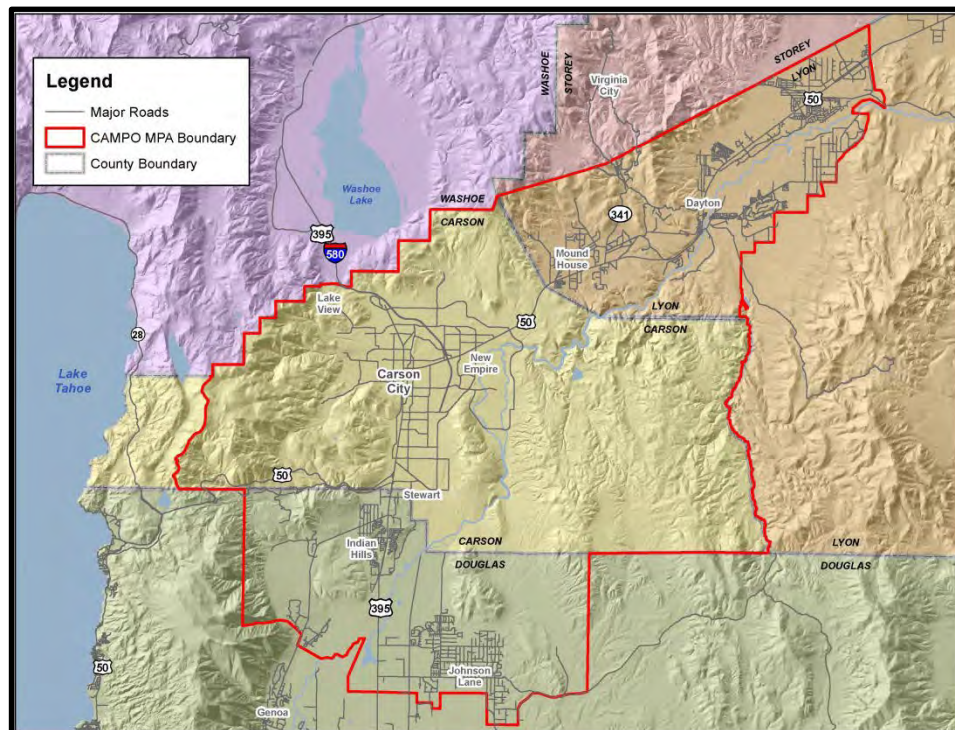 Legend
Major Roads
CAMPO MPA Boundary
County Boundary
WASHOE
STOREY
Virginia
City
STOREY
LYON
50
Washoe
Lake
395
580
WASHOE
CARSON
Dayton
341
Mound
House
Lake
View
28
50
LYON
CARSON
Lake
Tahoe
New
Empire
Carson
City
50
Stewart
Indian
Hills
CARSON
DOUGLAS
LYON
DOUGLAS
395
50
Johnson
Lane
Genoa